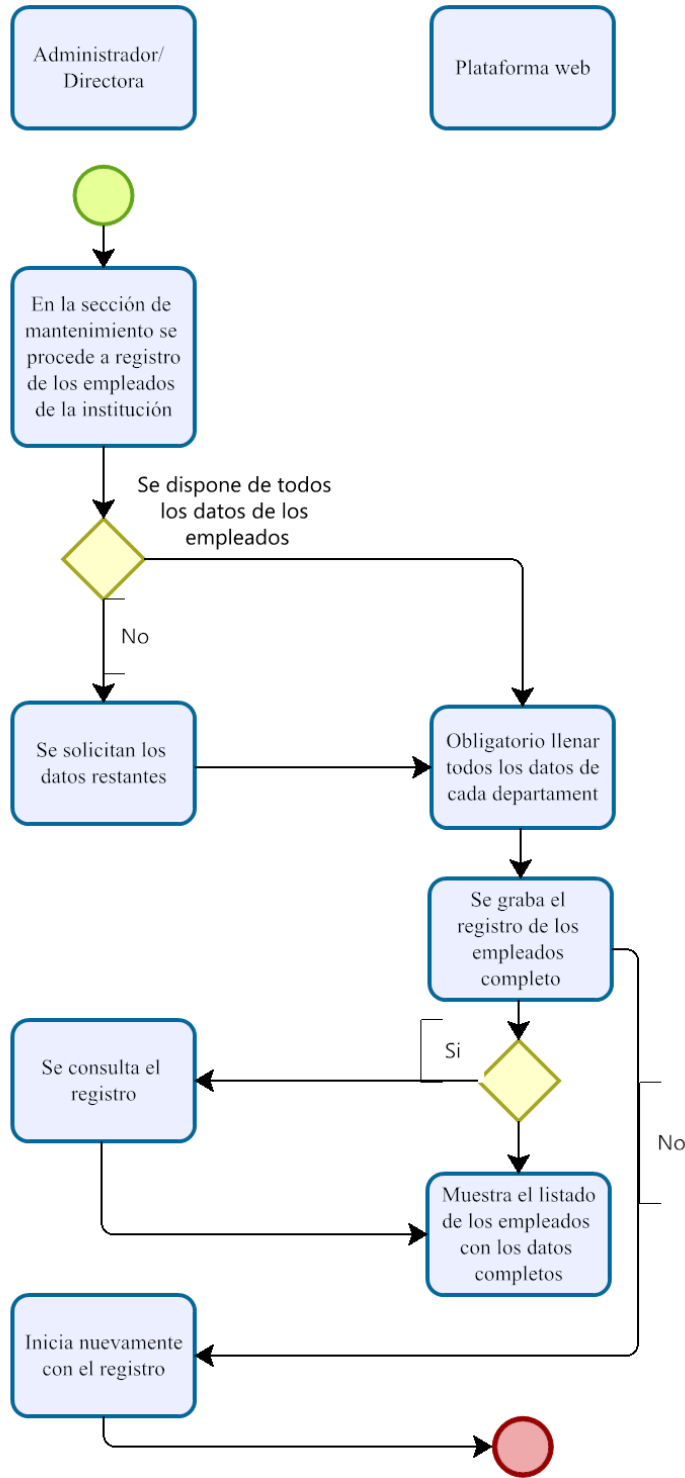 Administrador/
Directora
Plataforma web
En la sección de
mantenimiento se
procede a registro
de los empleados
de la institución
Se dispone de todos
los datos de los
empleados
No
Se solicitan los
datos restantes
Obligatorio llenar
todos los datos de
cada departament
Se graba el
registro de los
empleados
completo
Si
Se consulta el
registro
No
Muestra el listado
de los empleados
con los datos
completos
Inicia nuevamente
con el registro